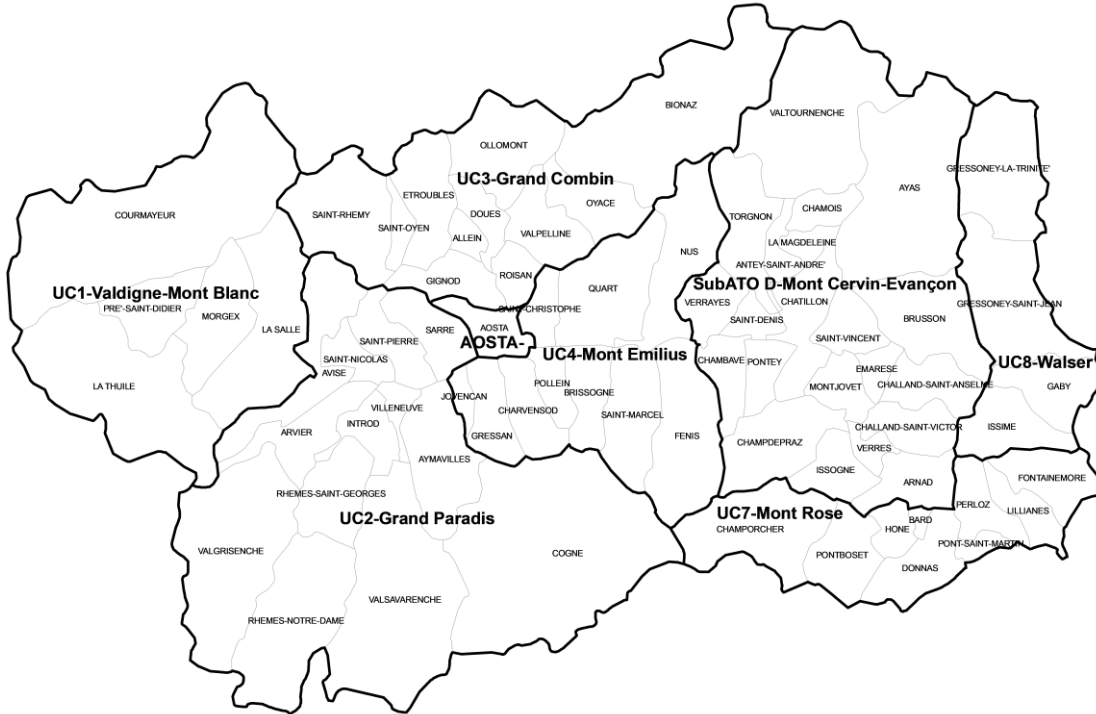 BIONAZ
VALTOURNENCHE
OLLOMONT
GRESSONEY-LA-TRINITE'
UC3-Grand Combin
AYAS
ETROUBLES
OYACE
CHAMOIS
COURMAYEUR
SAINT-RHEMY
DOUES
TORGNON
SAINT-OYEN
VALPELLINE
ALLEIN
LA MAGDELEINE
NUS
ANTEY-SAINT-ANDRE'
ROISAN
GIGNOD
SubATO D-Mont Cervin-Evançon
QUART
UC1-Valdigne-Mont Blanc
VERRAYES
CHATILLON
GRESSONEY-SAINT-JEAN
PRE'-SAINT-DIDIER
SAINT-CHRISTOPHE
MORGEX
BRUSSON
SAINT-DENIS
LA SALLE
SARRE
AOSTA
SAINT-PIERRE
SAINT-VINCENT
AOSTA-
UC4-Mont Emilius
SAINT-NICOLAS
CHAMBAVE
PONTEY
UC8-Walser
AVISE
EMARESE
LA THUILE
POLLEIN
MONTJOVET
CHALLAND-SAINT-ANSELME
GABY
BRISSOGNE
JOVENCAN
VILLENEUVE
CHARVENSOD
SAINT-MARCEL
INTROD
CHALLAND-SAINT-VICTOR
ISSIME
ARVIER
GRESSAN
FENIS
CHAMPDEPRAZ
VERRES
AYMAVILLES
ISSOGNE
FONTAINEMORE
ARNAD
RHEMES-SAINT-GEORGES
PERLOZ
LILLIANES
UC2-Grand Paradis
UC7-Mont Rose
BARD
CHAMPORCHER
HONE
PONT-SAINT-MARTIN
VALGRISENCHE
COGNE
PONTBOSET
DONNAS
VALSAVARENCHE
RHEMES-NOTRE-DAME